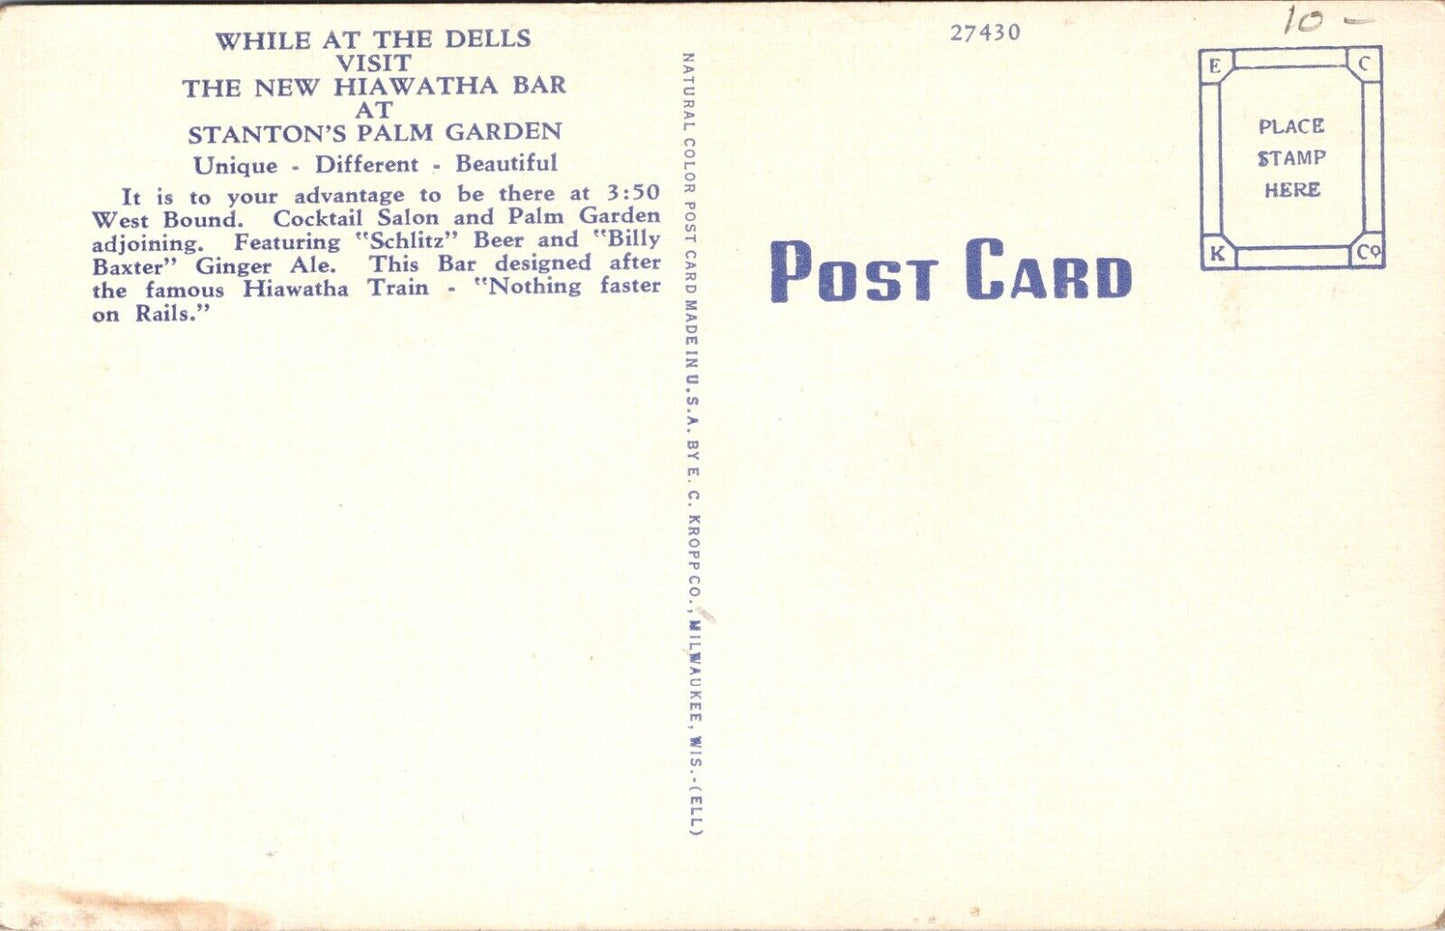 WHILE AT THE DELLS
VISIT
THE NEW HIAWATHA BAR
AT
STANTON'S PALM GARDEN
Unique - Different - Beautiful
It is to your advantage to be there at 3:50
West Bound. Cocktail Salon and Palm Garden
adjoining. Featuring "Schlitz" Beer and "Billy
Baxter" Ginger Ale. This Bar designed after
the famous Hiawatha Train - "Nothing faster
on Rails."
NATURAL COLOR POST CARD MADE IN U.S.A. BY E. C. KROPP CO., MILWAUKEE, WIS.-(ELL)
27430
POST CARD
10 -
E C
PLACE
STAMP
HERE
K Co